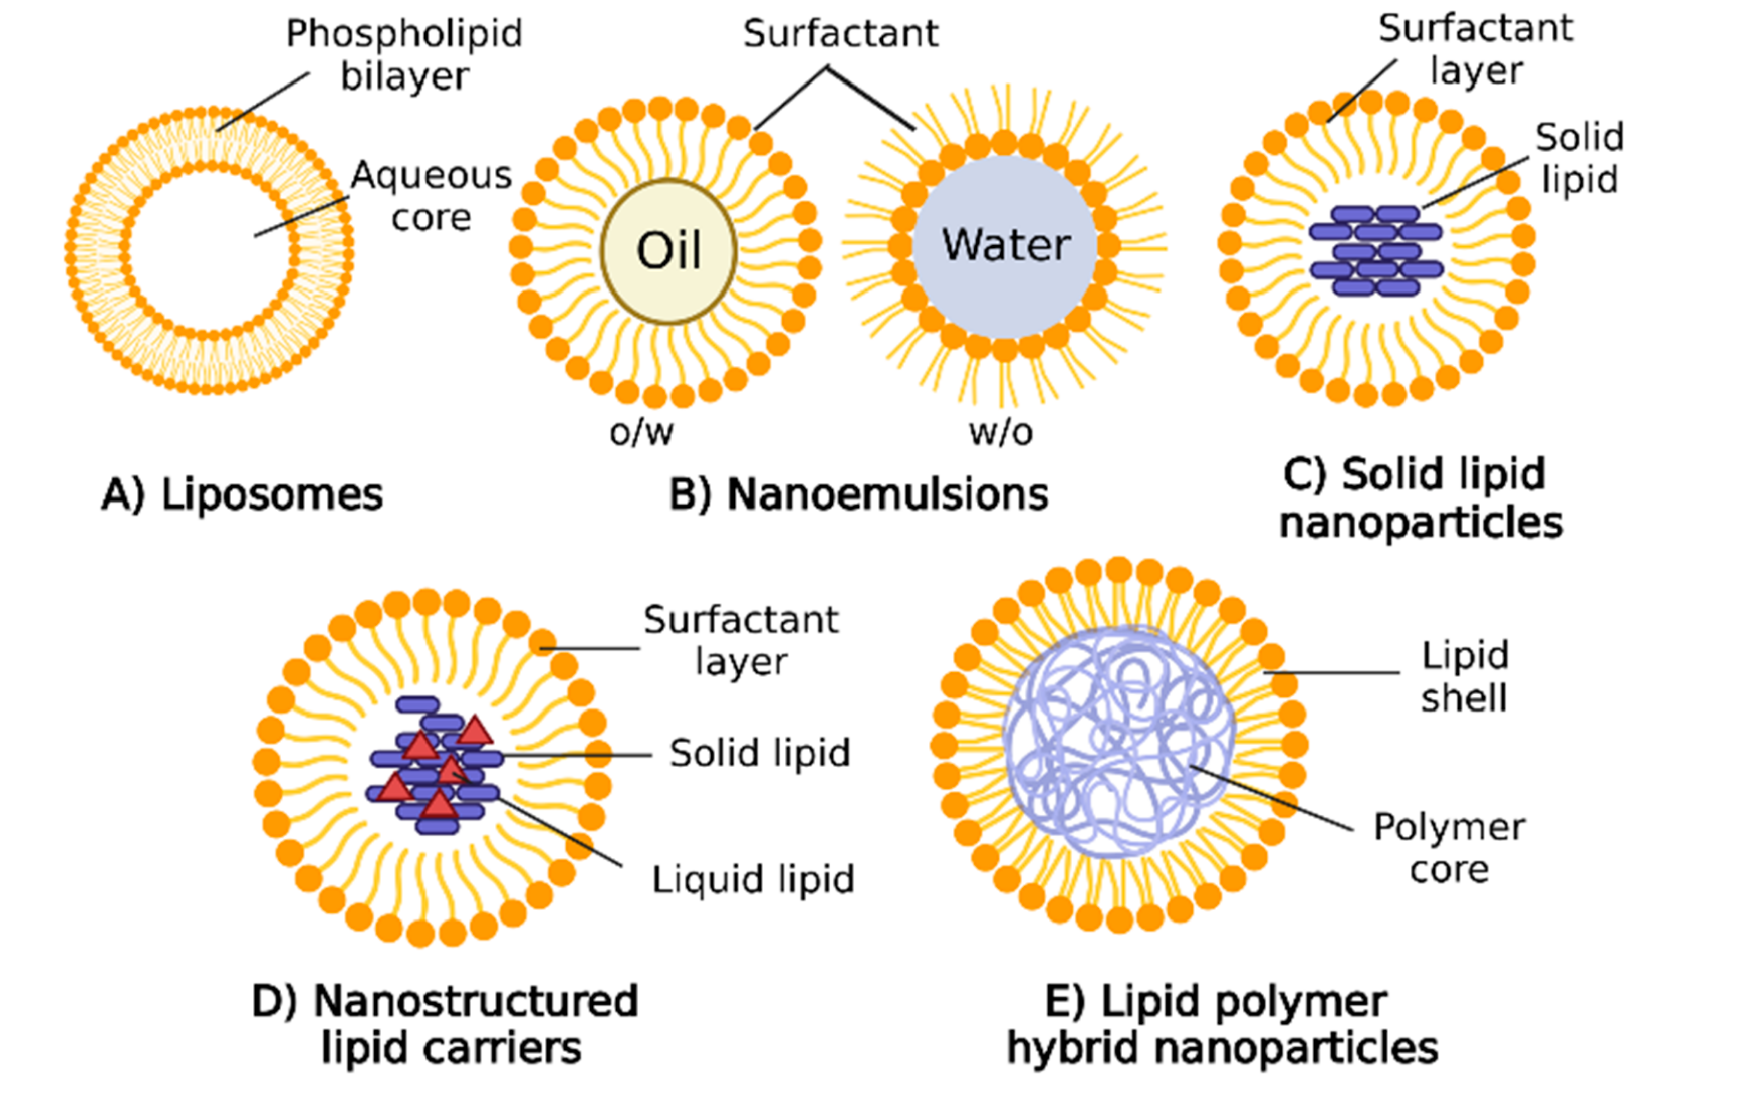 Phospholipid
bilayer
Aqueous
core
A) Liposomes
Surfactant
Oil
Water
o/w
w/o
B) Nanoemulsions
Surfactant
layer
Solid
lipid
C) Solid lipid
nanoparticles
Surfactant
layer
Solid lipid
Liquid lipid
D) Nanostructured
lipid carriers
Lipid
shell
Polymer
core
E) Lipid polymer
hybrid nanoparticles